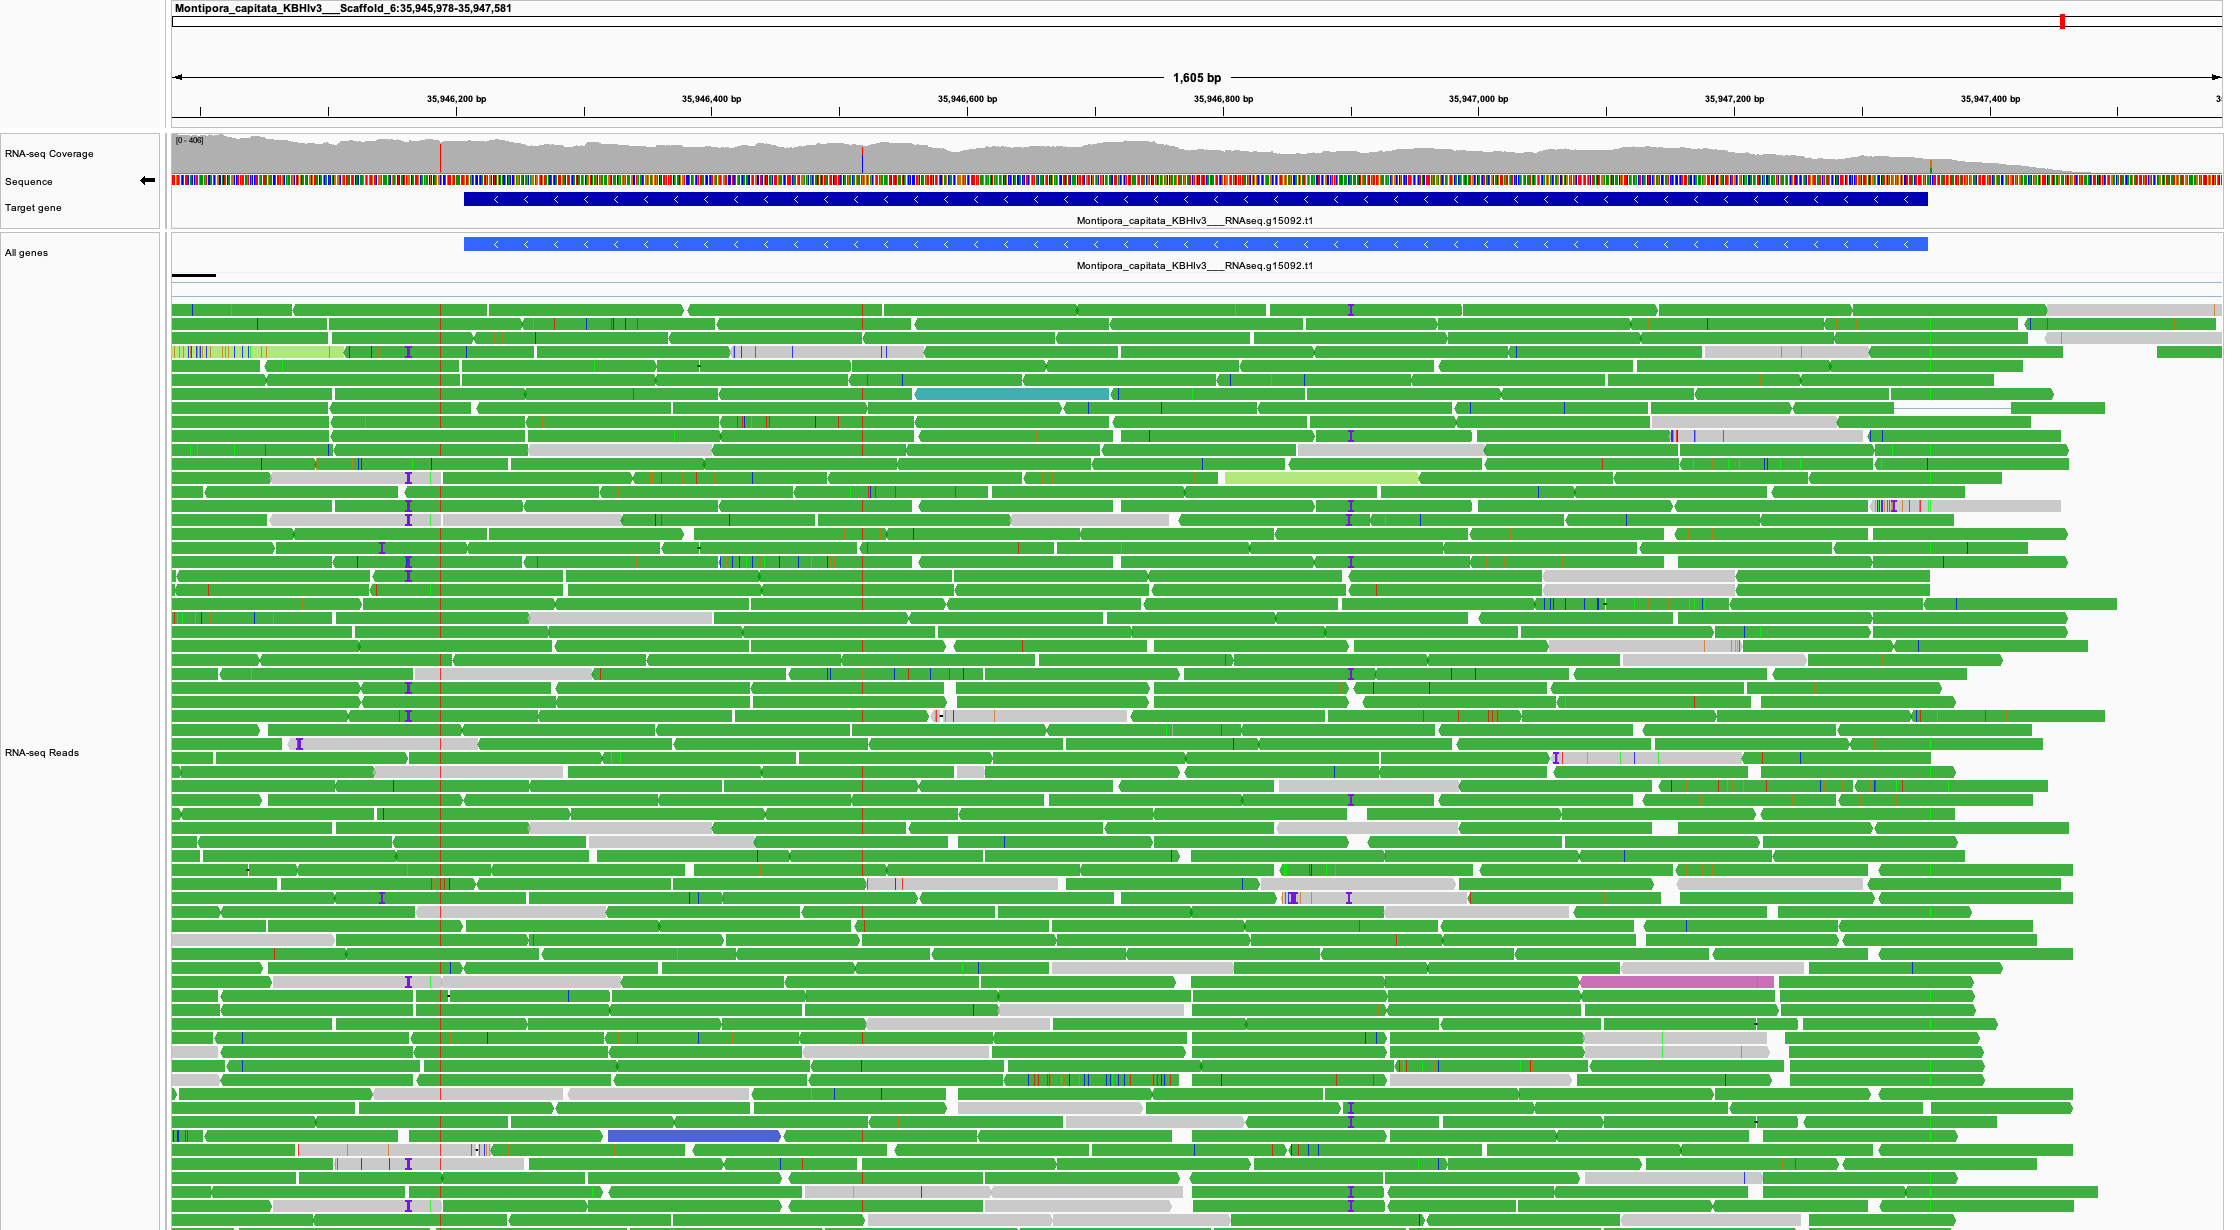 Montipora_capitata_KBHIv3___Scaffold_6:35,945,978-35,947,581
1,605 bp
35,946,200 bp 35,946,400 bp 35,946,600 bp 35,946,800 bp 35,947,000 bp 35,947,200 bp 35,947,400 bp 3
[0 - 406]
RNA-seq Coverage
Sequence
Target gene
Montipora_capitata_KBHIv3___RNAseq.g15092.t1
All genes
Montipora_capitata_KBHIv3___RNAseq.g15092.t1
RNA-seq Reads